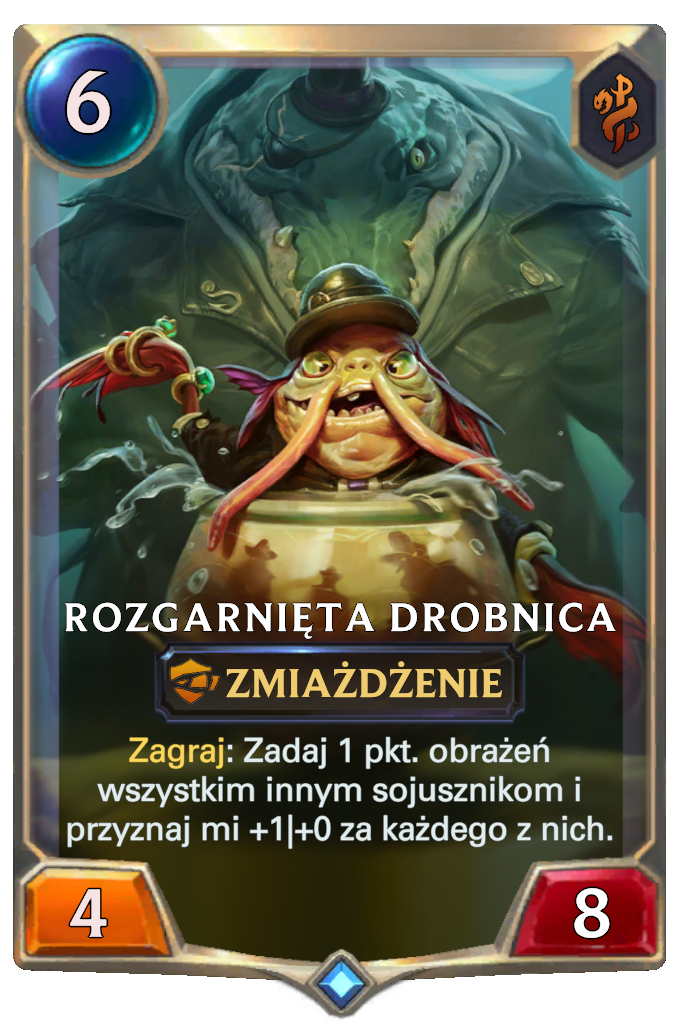 6
ROZGARNIĘTA DROBNICA
ZMIAŻDŻENIE
Zagraj: Zadaj 1 pkt. obrażeń
wszystkim innym sojusznikom i
przyznaj mi +1|+0 za każdego z nich.
4
8